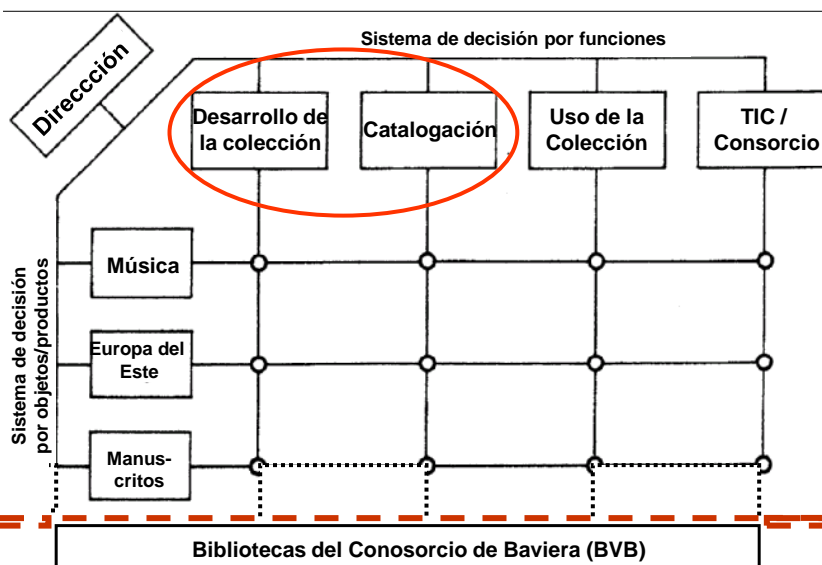 Sistema de decisión por funciones
Direccción
Desarrollo de
la colección
Catalogación
Uso de la
Colección
TIC /
Consorcio
Sistema de decisión
por objetos/productos
Música
Europa del
Este
Manus-
critos
Bibliotecas del Conosorcio de Baviera (BVB)